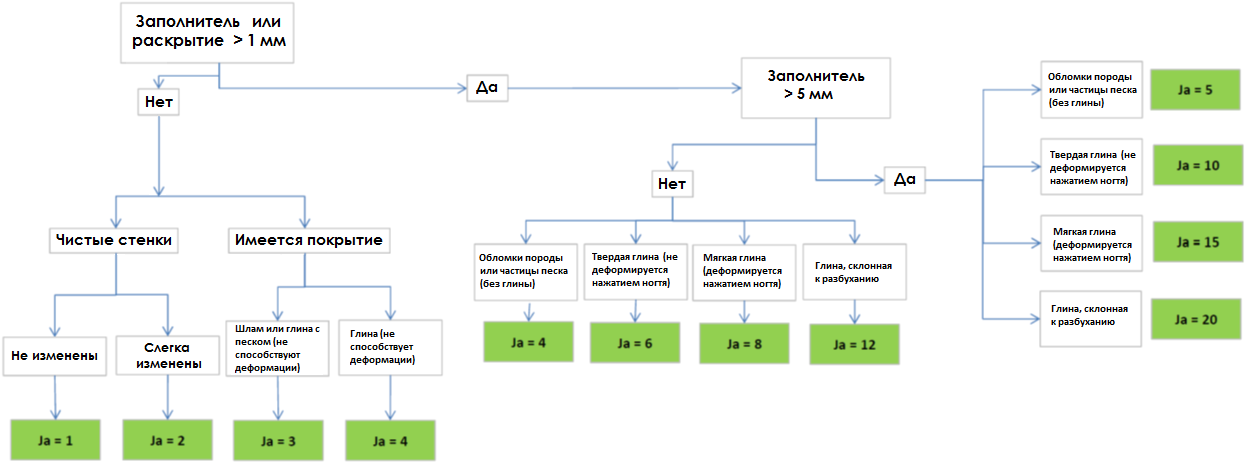 Заполнитель или
раскрытие > 1 мм
Нет
Да
Заполнитель
> 5 мм
Нет
Да
Чистые стенки
Имеется покрытие
Не изменены
Слегка
изменены
Шлам или глина с
песком (не
способствуют
деформации)
Глина (не
способствует
деформации)
Ja = 1
Ja = 2
Ja = 3
Ja = 4
Обломки породы
или частицы песка
(без глины)
Твердая глина (не
деформируется
нажатием ногтя)
Мягкая глина
(деформируется
нажатием ногтя)
Глина, склонная
к разбуханию
Ja = 4
Ja = 6
Ja = 8
Ja = 12
Обломки породы
или частицы песка
(без глины)
Ja = 5
Твердая глина (не
деформируется
нажатием ногтя)
Ja = 10
Мягкая глина
(деформируется
нажатием ногтя)
Ja = 15
Глина, склонная
к разбуханию
Ja = 20